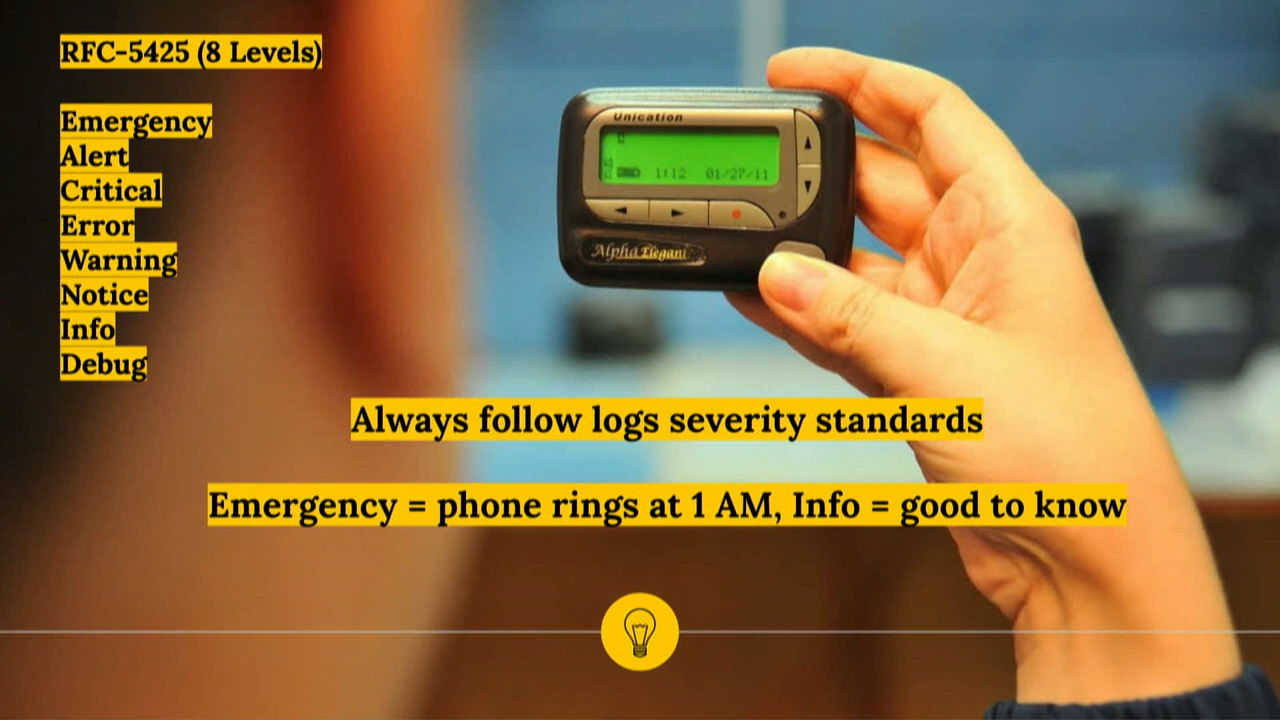 RFC-5425 (8 Levels)
Emergency
Alert
Critical
Error
Warning
Notice
Info
Debug
Unication
1:12 01/27/11
Alpha Elegant
Always follow logs severity standards
Emergency = phone rings at 1 AM, Info = good to know